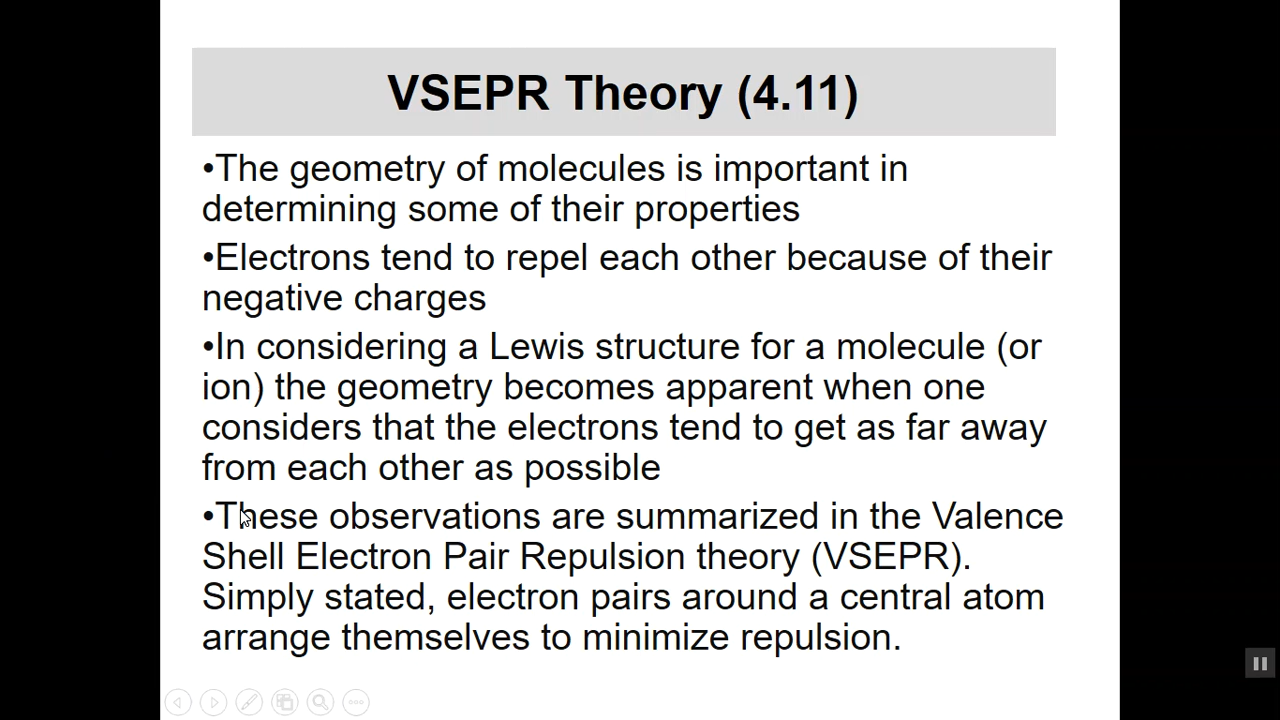 VSEPR Theory (4.11)
•The geometry of molecules is important in
determining some of their properties
•Electrons tend to repel each other because of their
negative charges
•In considering a Lewis structure for a molecule (or
ion) the geometry becomes apparent when one
considers that the electrons tend to get as far away
from each other as possible
•These observations are summarized in the Valence
Shell Electron Pair Repulsion theory (VSEPR).
Simply stated, electron pairs around a central atom
arrange themselves to minimize repulsion.